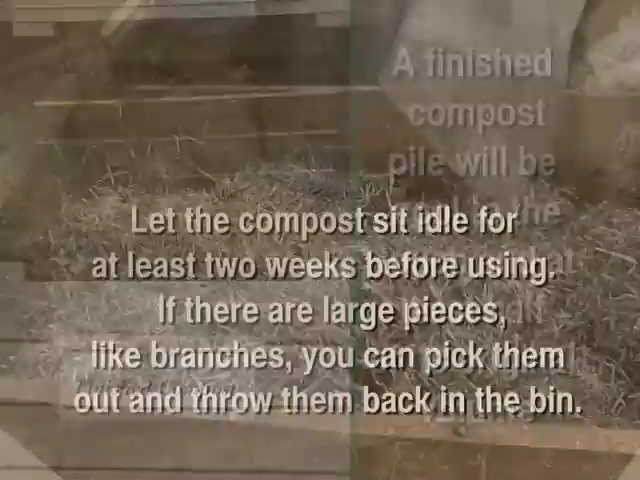 A finished
compost
pile will be
the
Let the compost sit idle for
at least two weeks before using.
If there are large pieces,
like branches, you can pick them
out and throw them back in the bin.